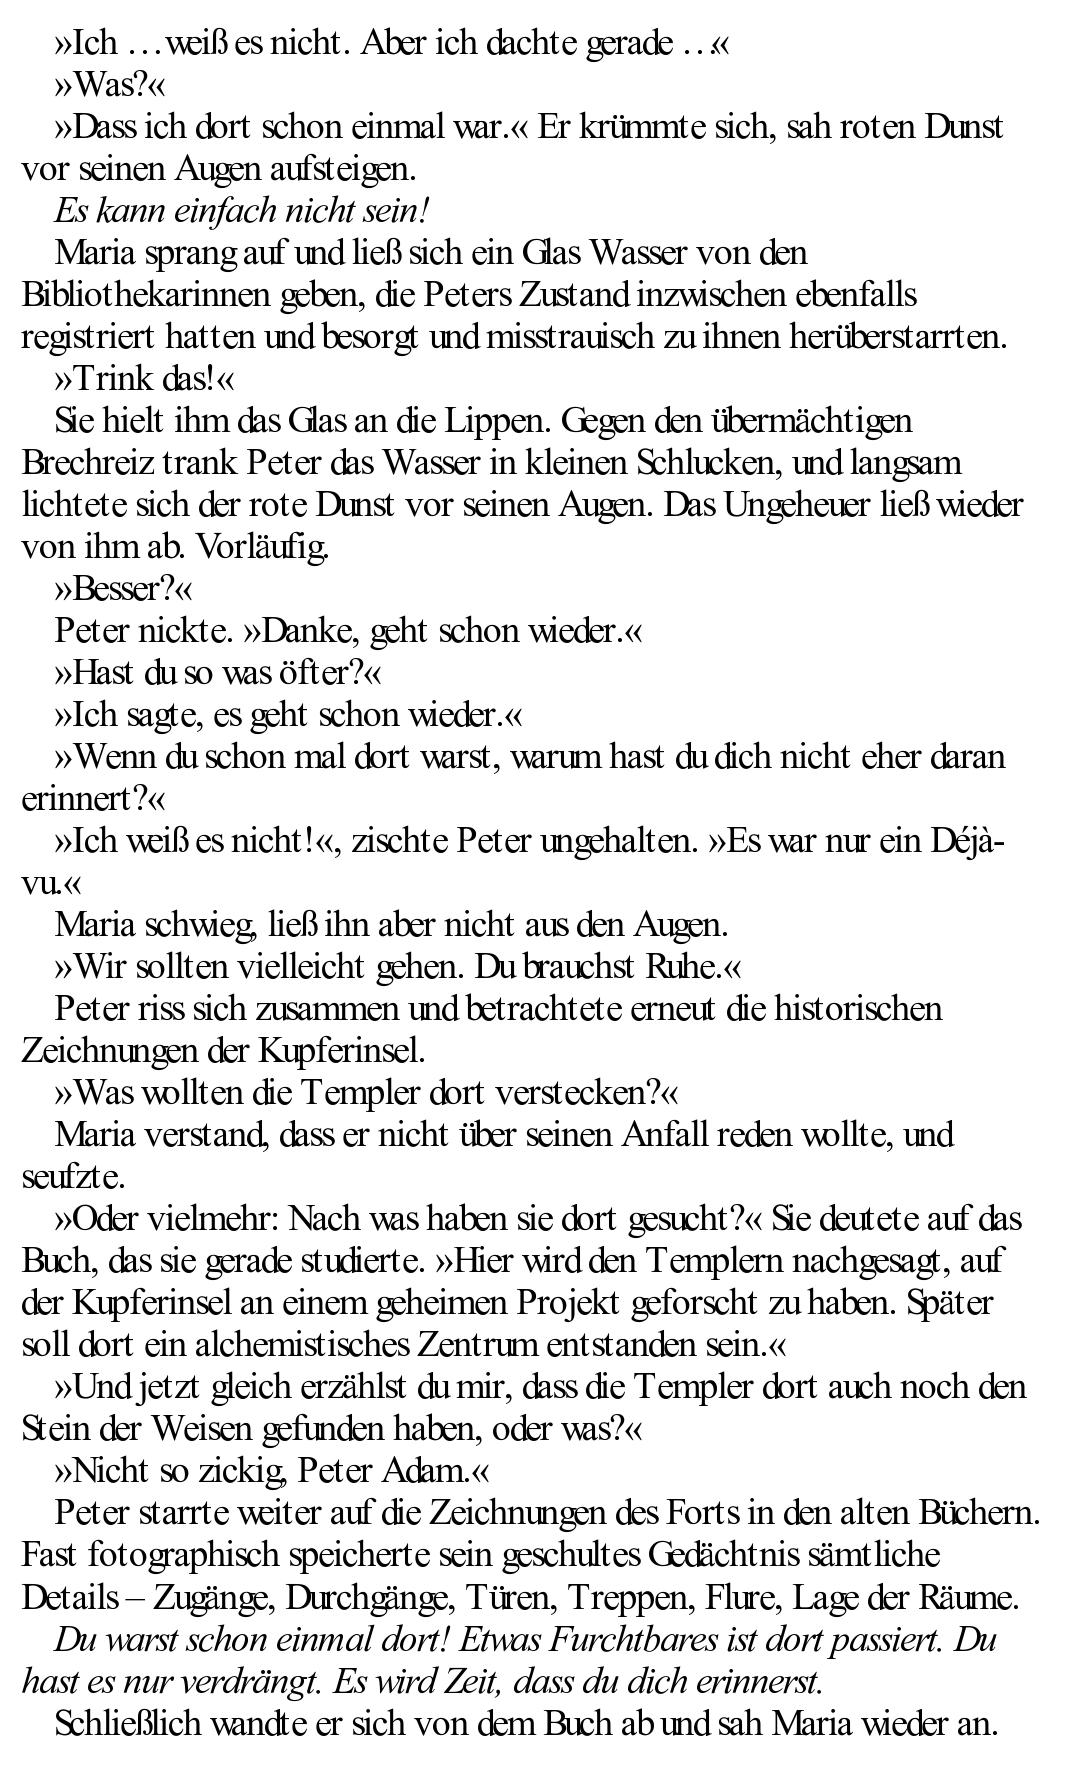 »Ich … weiß es nicht. Aber ich dachte gerade …«
»Was?«
»Dass ich dort schon einmal war.« Er krümmte sich, sah roten Dunst
vor seinen Augen aufsteigen.
Es kann einfach nicht sein!
Maria sprang auf und ließ sich ein Glas Wasser von den
Bibliothekarinnen geben, die Peters Zustand inzwischen ebenfalls
registriert hatten und besorgt und misstrauisch zu ihnen herüberstarrten.
»Trink das!«
Sie hielt ihm das Glas an die Lippen. Gegen den übermächtigen
Brechreiz trank Peter das Wasser in kleinen Schlucken, und langsam
lichtete sich der rote Dunst vor seinen Augen. Das Ungeheuer ließ wieder
von ihm ab. Vorläufig.
»Besser?«
Peter nickte. »Danke, geht schon wieder.«
»Hast du so was öfter?«
»Ich sagte, es geht schon wieder.«
»Wenn du schon mal dort warst, warum hast du dich nicht eher daran
erinnert?«
»Ich weiß es nicht!«, zischte Peter ungehalten. »Es war nur ein Déjà-
vu.«
Maria schwieg, ließ ihn aber nicht aus den Augen.
»Wir sollten vielleicht gehen. Du brauchst Ruhe.«
Peter riss sich zusammen und betrachtete erneut die historischen
Zeichnungen der Kupferinsel.
»Was wollten die Templer dort verstecken?«
Maria verstand, dass er nicht über seinen Anfall reden wollte, und
seufzte.
»Oder vielmehr: Nach was haben sie dort gesucht?« Sie deutete auf das
Buch, das sie gerade studierte. »Hier wird den Templern nachgesagt, auf
der Kupferinsel an einem geheimen Projekt geforscht zu haben. Später
soll dort ein alchemistisches Zentrum entstanden sein.«
»Und jetzt gleich erzählst du mir, dass die Templer dort auch noch den
Stein der Weisen gefunden haben, oder was?«
»Nicht so zickig, Peter Adam.«
Peter starrte weiter auf die Zeichnungen des Forts in den alten Büchern.
Fast fotographisch speicherte sein geschultes Gedächtnis sämtliche
Details – Zugänge, Durchgänge, Türen, Treppen, Flure, Lage der Räume.
Du warst schon einmal dort! Etwas Furchtbares ist dort passiert. Du
hast es nur verdrängt. Es wird Zeit, dass du dich erinnerst.
Schließlich wandte er sich von dem Buch ab und sah Maria wieder an.